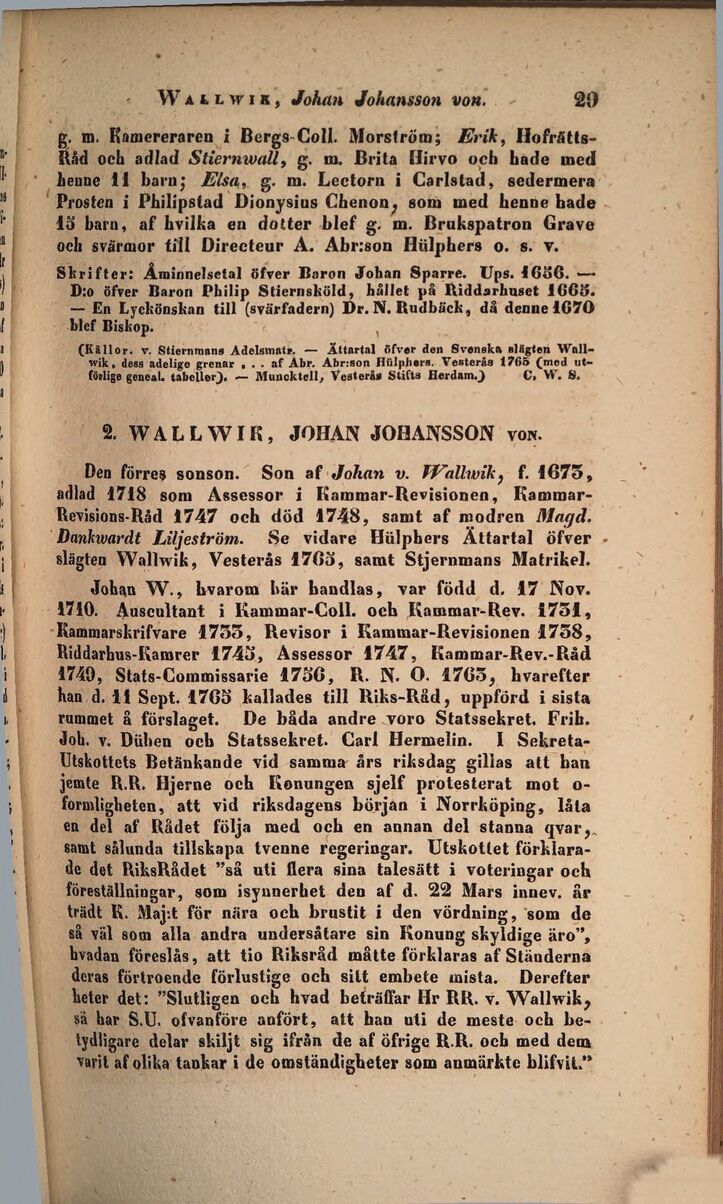 WALLWIK, Johan Johansson von. 29
g. m. Kamereraren i Bergs-Coll. Morström; Erik, Hofrätts-
Råd och adlad Stiernwall, g. m. Brita Hirvo och hade med
henne 11 barn; Elsa, g. m. Lectorn i Carlstad, sedermera
Prosten i Philipstad Dionysius Chenon, som med henne hade
15 barn, af hvilka en dotter blef g. m. Brukspatron Grave
och svärmor till Directeur A. Abr:son Hülphers o. s. v.
Skrifter: Åminnelsetal öfver Baron Johan Sparre. Ups. 1656. —
D:o öfver Baron Philip Stiernsköld, hållet på Riddarhuset 1665.
— En Lyckönskan till (svärfadern) Dr. N. Rudbäck, då denne 1670
blef Biskop.
(Källor. v. Stiernmans Adelsmatr. — Ättartal öfver den Svenska slägten Wall-
wik, dess adelige grenar . . . af Abr. Abr:son Hülphers. Vesterås 1765 (med ut-
förlige geneal. tabeller). — Muncktell, Vesterås Stifts Herdam.) C. W. S.
2. WALLWIK, JOHAN JOHANSSON VON.
Den förres sonson. Son af Johan v. Wallwik, f. 1675,
adlad 1718 som Assessor i Kammar-Revisionen, Kammar-
Revisions-Råd 1747 och död 1748, samt af modren Magd.
Dankwardt Liljeström. Se vidare Hülphers Ättartal öfver
slägten Wallwik, Vesterås 1765, samt Stjernmans Matrikel.
Johan W., hvarom här handlas, var född d. 17 Nov.
1710. Auscultant i Kammar-Coll. och Kammar-Rev. 1731,
Kammarskrifvare 1733, Revisor i Kammar-Revisionen 1738,
Riddarhus-Kamrer 1745, Assessor 1747, Kammar-Rev.-Råd
1749, Stats-Commissarie 1756, R. N. O. 1763, hvarefter
han d. 11 Sept. 1765 kallades till Riks-Råd, uppförd i sista
rummet å förslaget. De båda andre voro Statssekret. Frih.
Joh. v. Düben och Statssekret. Carl Hermelin. I Sekreta-
Utskottets Betänkande vid samma års riksdag gillas att han
jemte R.R. Hjerne och Konungen sjelf protesterat mot o-
formligheten, att vid riksdagens början i Norrköping, låta
en del af Rådet följa med och en annan del stanna qvar,
samt sålunda tillskapa tvenne regeringar. Utskottet förklara-
de det RiksRådet "så uti flera sina talesätt i voteringar och
föreställningar, som isynnerhet den af d. 22 Mars innev. år
trädt K. Maj:t för nära och brustit i den vördning, som de
så väl som alla andra undersåtare sin Konung skyldige äro",
hvadan föreslås, att tio Riksråd måtte förklaras af Ständerna
deras förtroende förlustige och sitt embete mista. Derefter
heter det: "Slutligen och hvad beträffar Hr RR. v. Wallwik,
så har S.U. ofvanföre anfört, att han uti de meste och be-
tydligare delar skiljt sig ifrån de af öfrige R.R. och med dem
varit af olika tankar i de omständigheter som anmärkte blifvit."